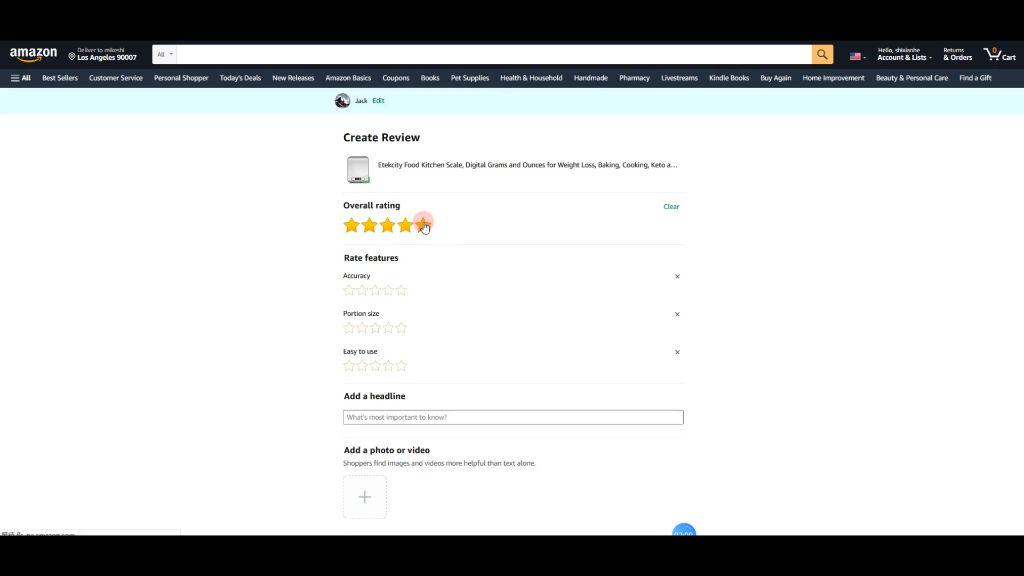 amazon
Deliver to mikeshi
Los Angeles 90007
All
Hello, shixianhe
Account & Lists
Returns
& Orders
0
Cart
All
Best Sellers
Customer Service
Personal Shopper
Today's Deals
New Releases
Amazon Basics
Coupons
Books
Pet Supplies
Health & Household
Handmade
Pharmacy
Livestreams
Kindle Books
Buy Again
Home Improvement
Beauty & Personal Care
Find a Gift
Jack Edit
Create Review
Etekcity Food Kitchen Scale, Digital Grams and Ounces for Weight Loss, Baking, Cooking, Keto a...
Overall rating
Clear
Rate features
Accuracy
Portion size
Easy to use
Add a headline
What's most important to know?
Add a photo or video
Shoppers find images and videos more helpful than text alone.